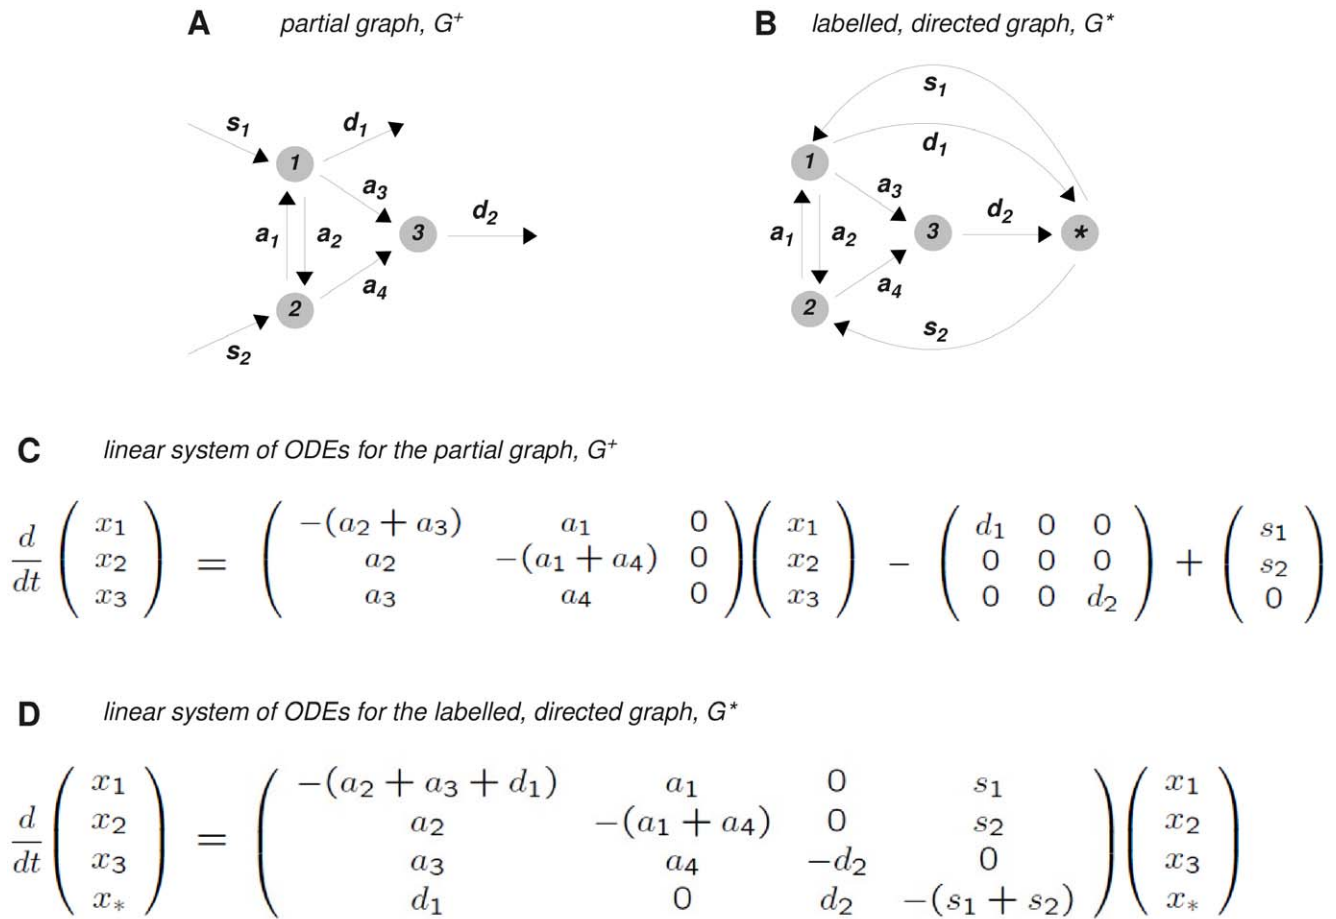 A partial graph, G⁺
B labelled, directed graph, G*
s₁ d₁ 1 a₃ a₁ a₂ 3 d₂ a₄ 2 s₂
s₁ d₁ 1 a₃ a₁ a₂ 3 d₂ * a₄ 2 s₂
C linear system of ODEs for the partial graph, G⁺
d/dt ( x₁ x₂ x₃ ) = ( −(a₂ + a₃) a₁ 0
a₂ −(a₁ + a₄) 0
a₃ a₄ 0 ) ( x₁ x₂ x₃ ) − ( d₁ 0 0
0 0 0
0 0 d₂ ) + ( s₁ s₂ 0 )
D linear system of ODEs for the labelled, directed graph, G*
d/dt ( x₁ x₂ x₃ x∗ ) = ( −(a₂ + a₃ + d₁) a₁ 0 s₁
a₂ −(a₁ + a₄) 0 s₂
a₃ a₄ −d₂ 0
d₁ 0 d₂ −(s₁ + s₂) ) ( x₁ x₂ x₃ x∗ )